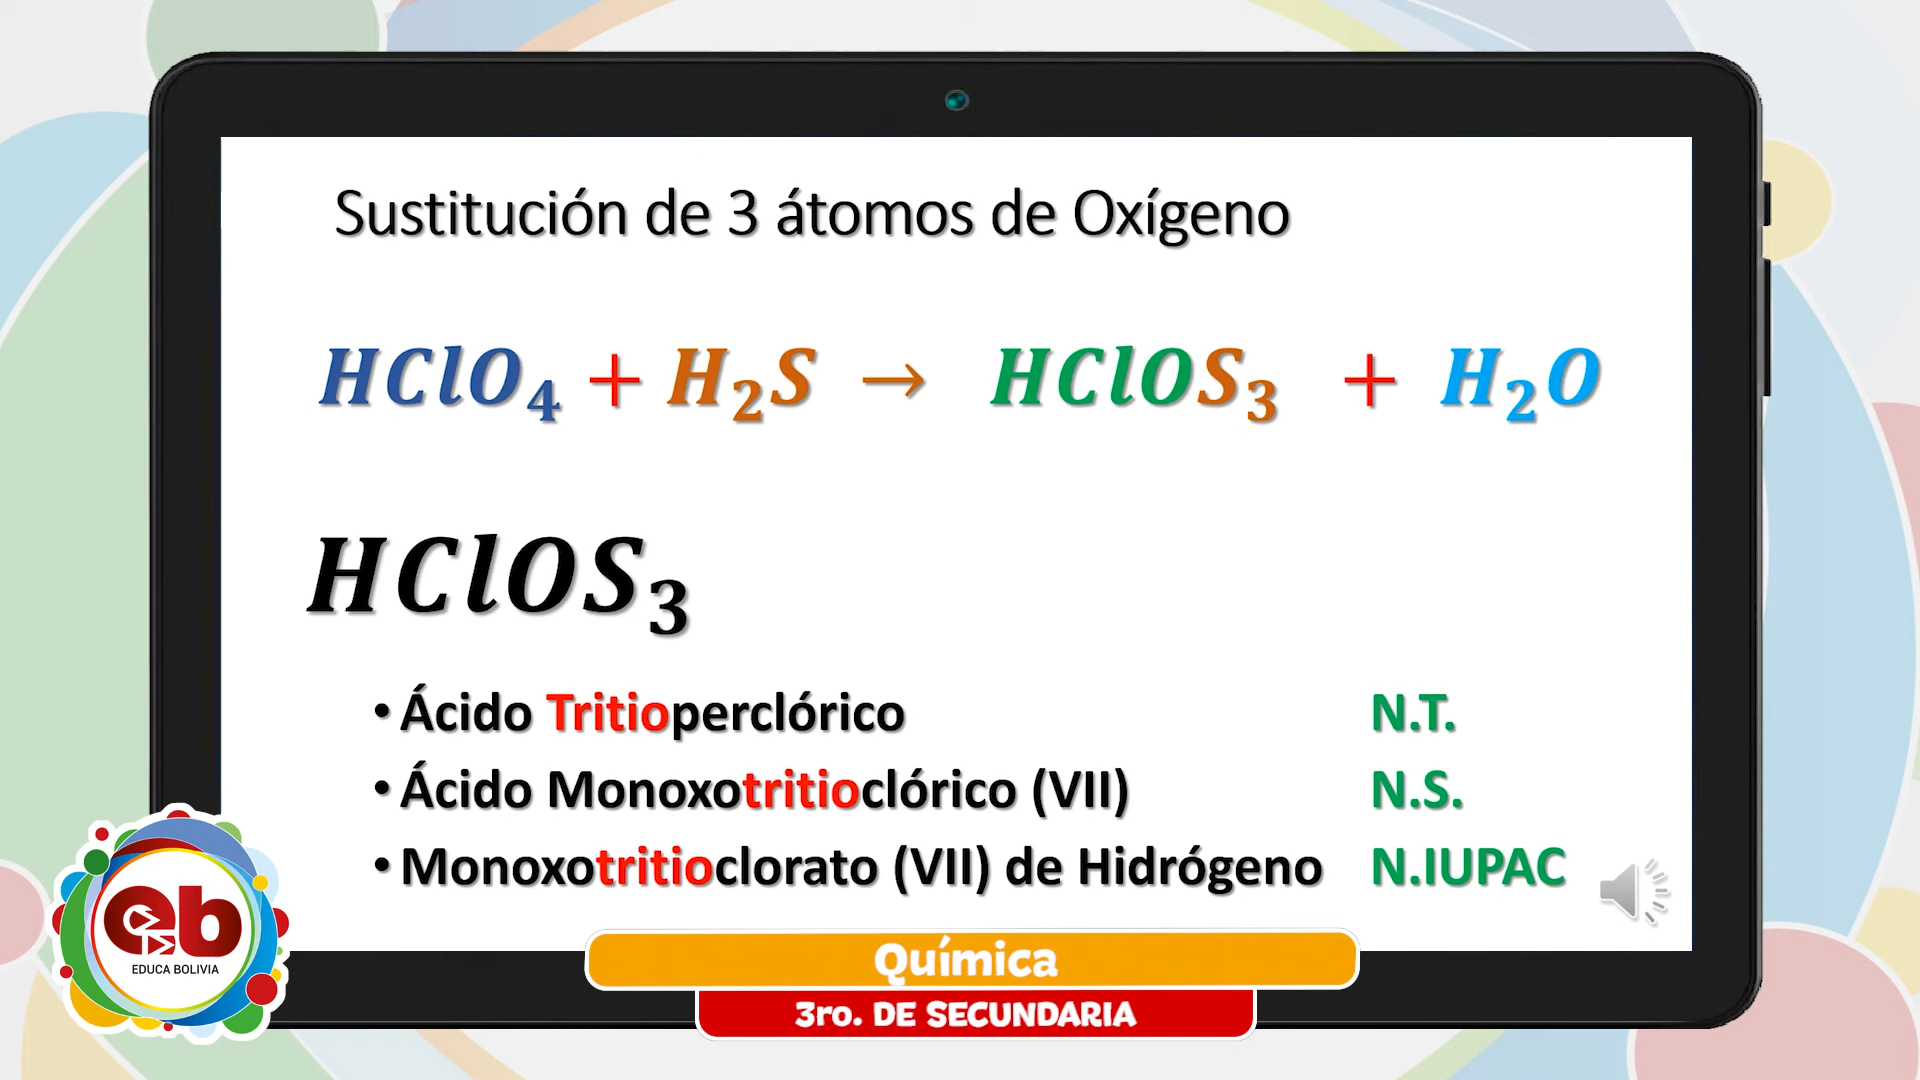 Sustitución de 3 átomos de Oxígeno
HClO₄ + H₂S → HClOS₃ + H₂O
HClOS₃
• Ácido Tritioperclórico N.T.
• Ácido Monoxotritioclórico (VII) N.S.
• Monoxotritioclorato (VII) de Hidrógeno N.IUPAC
eb
EDUCA BOLIVIA
Química
3ro. DE SECUNDARIA